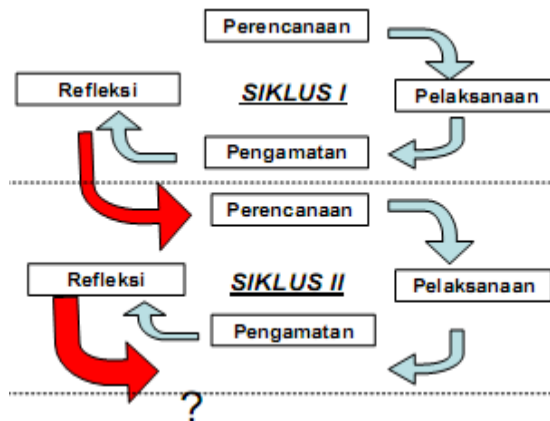 Perencanaan
Refleksi
SIKLUS I
Pelaksanaan
Pengamatan
Perencanaan
Refleksi
SIKLUS II
Pelaksanaan
Pengamatan
?